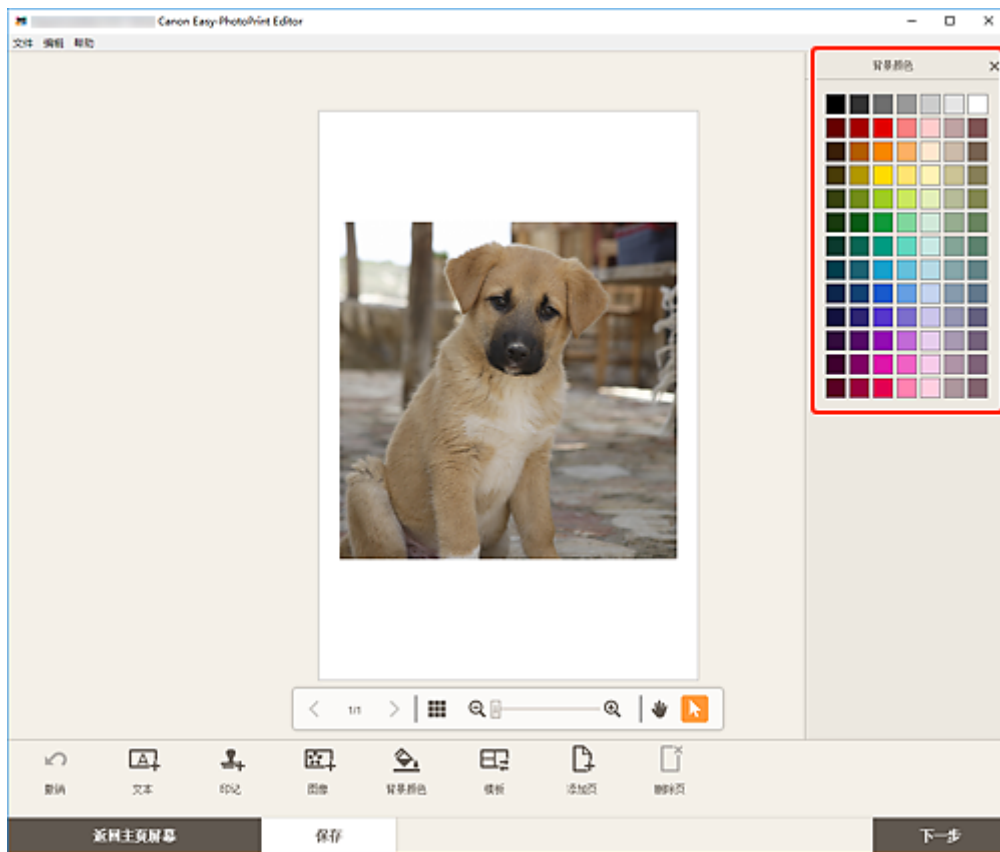 Canon Easy-PhotoPrint Editor
文件 编辑 帮助
背景颜色
1/1
撤销 文本 印记 图像 背景颜色 模板 添加页 删除页
返回主页屏幕 保存 下一步